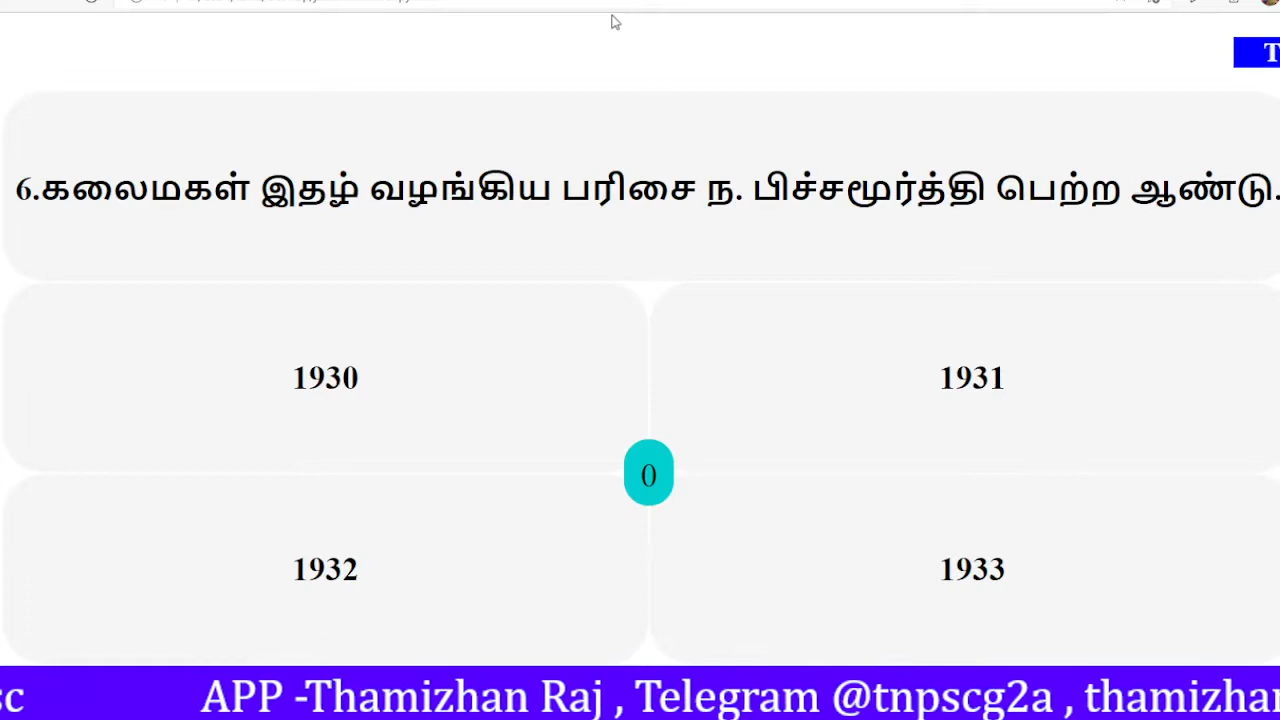 T
6.கலைமகள் இதழ் வழங்கிய பரிசை ந. பிச்சமூர்த்தி பெற்ற ஆண்டு.
1930
1931
0
1932
1933
sc APP -Thamizhan Raj , Telegram @tnpscg2a , thamizhan